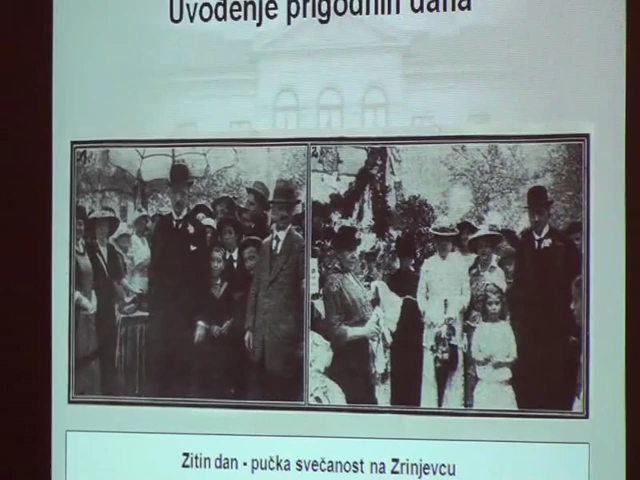 Uvođenje prigodnih dana
Zitin dan - pučka svečanost na Zrinjevcu